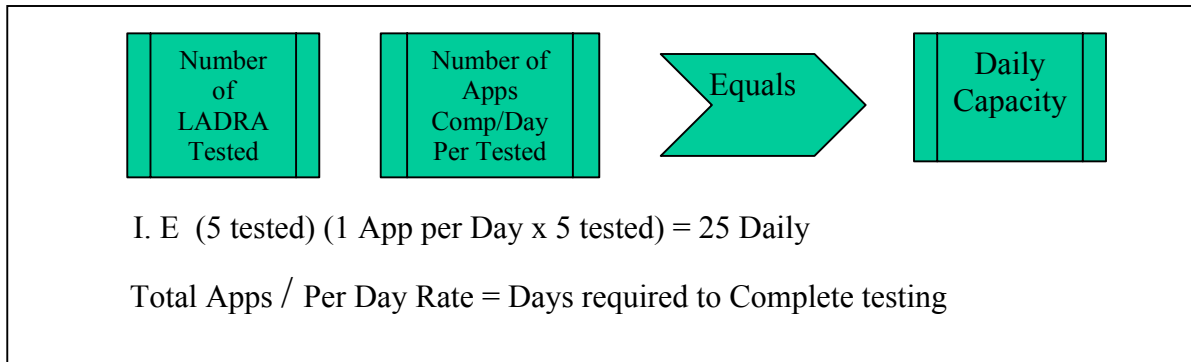 Number
of
LADRA
Tested
Number of
Apps
Comp/Day
Per Tested
Equals
Daily
Capacity
I. E (5 tested) (1 App per Day x 5 tested) = 25 Daily
Total Apps / Per Day Rate = Days required to Complete testing